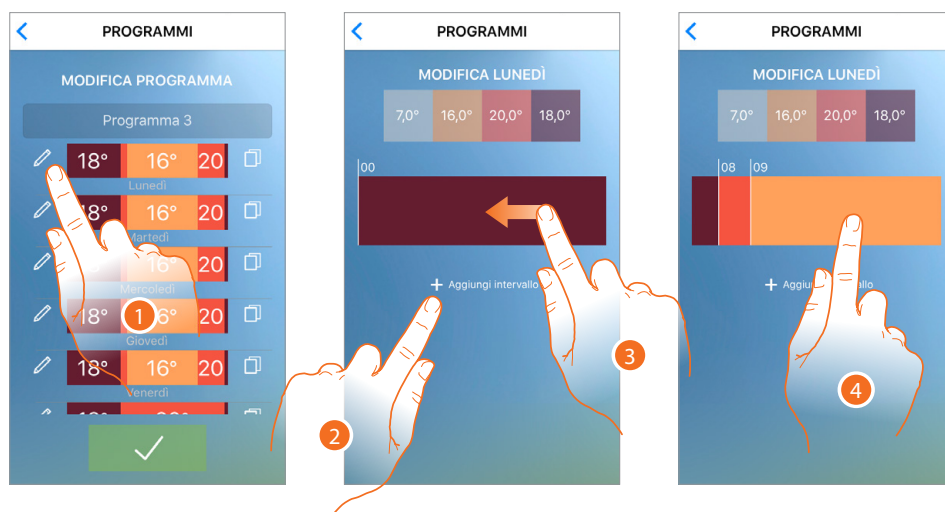 PROGRAMMI
MODIFICA PROGRAMMA
Programma 3
18° 16° 20
Lunedì
18° 16° 20
Martedì
16° 20
Mercoledì
18° 16° 20
Giovedì
18° 16° 20
Venerdì
1
PROGRAMMI
MODIFICA LUNEDÌ
7,0° 16,0° 20,0° 18,0°
00
+ Aggiungi intervallo
2
3
PROGRAMMI
MODIFICA LUNEDÌ
7,0° 16,0° 20,0° 18,0°
08 09
+
4